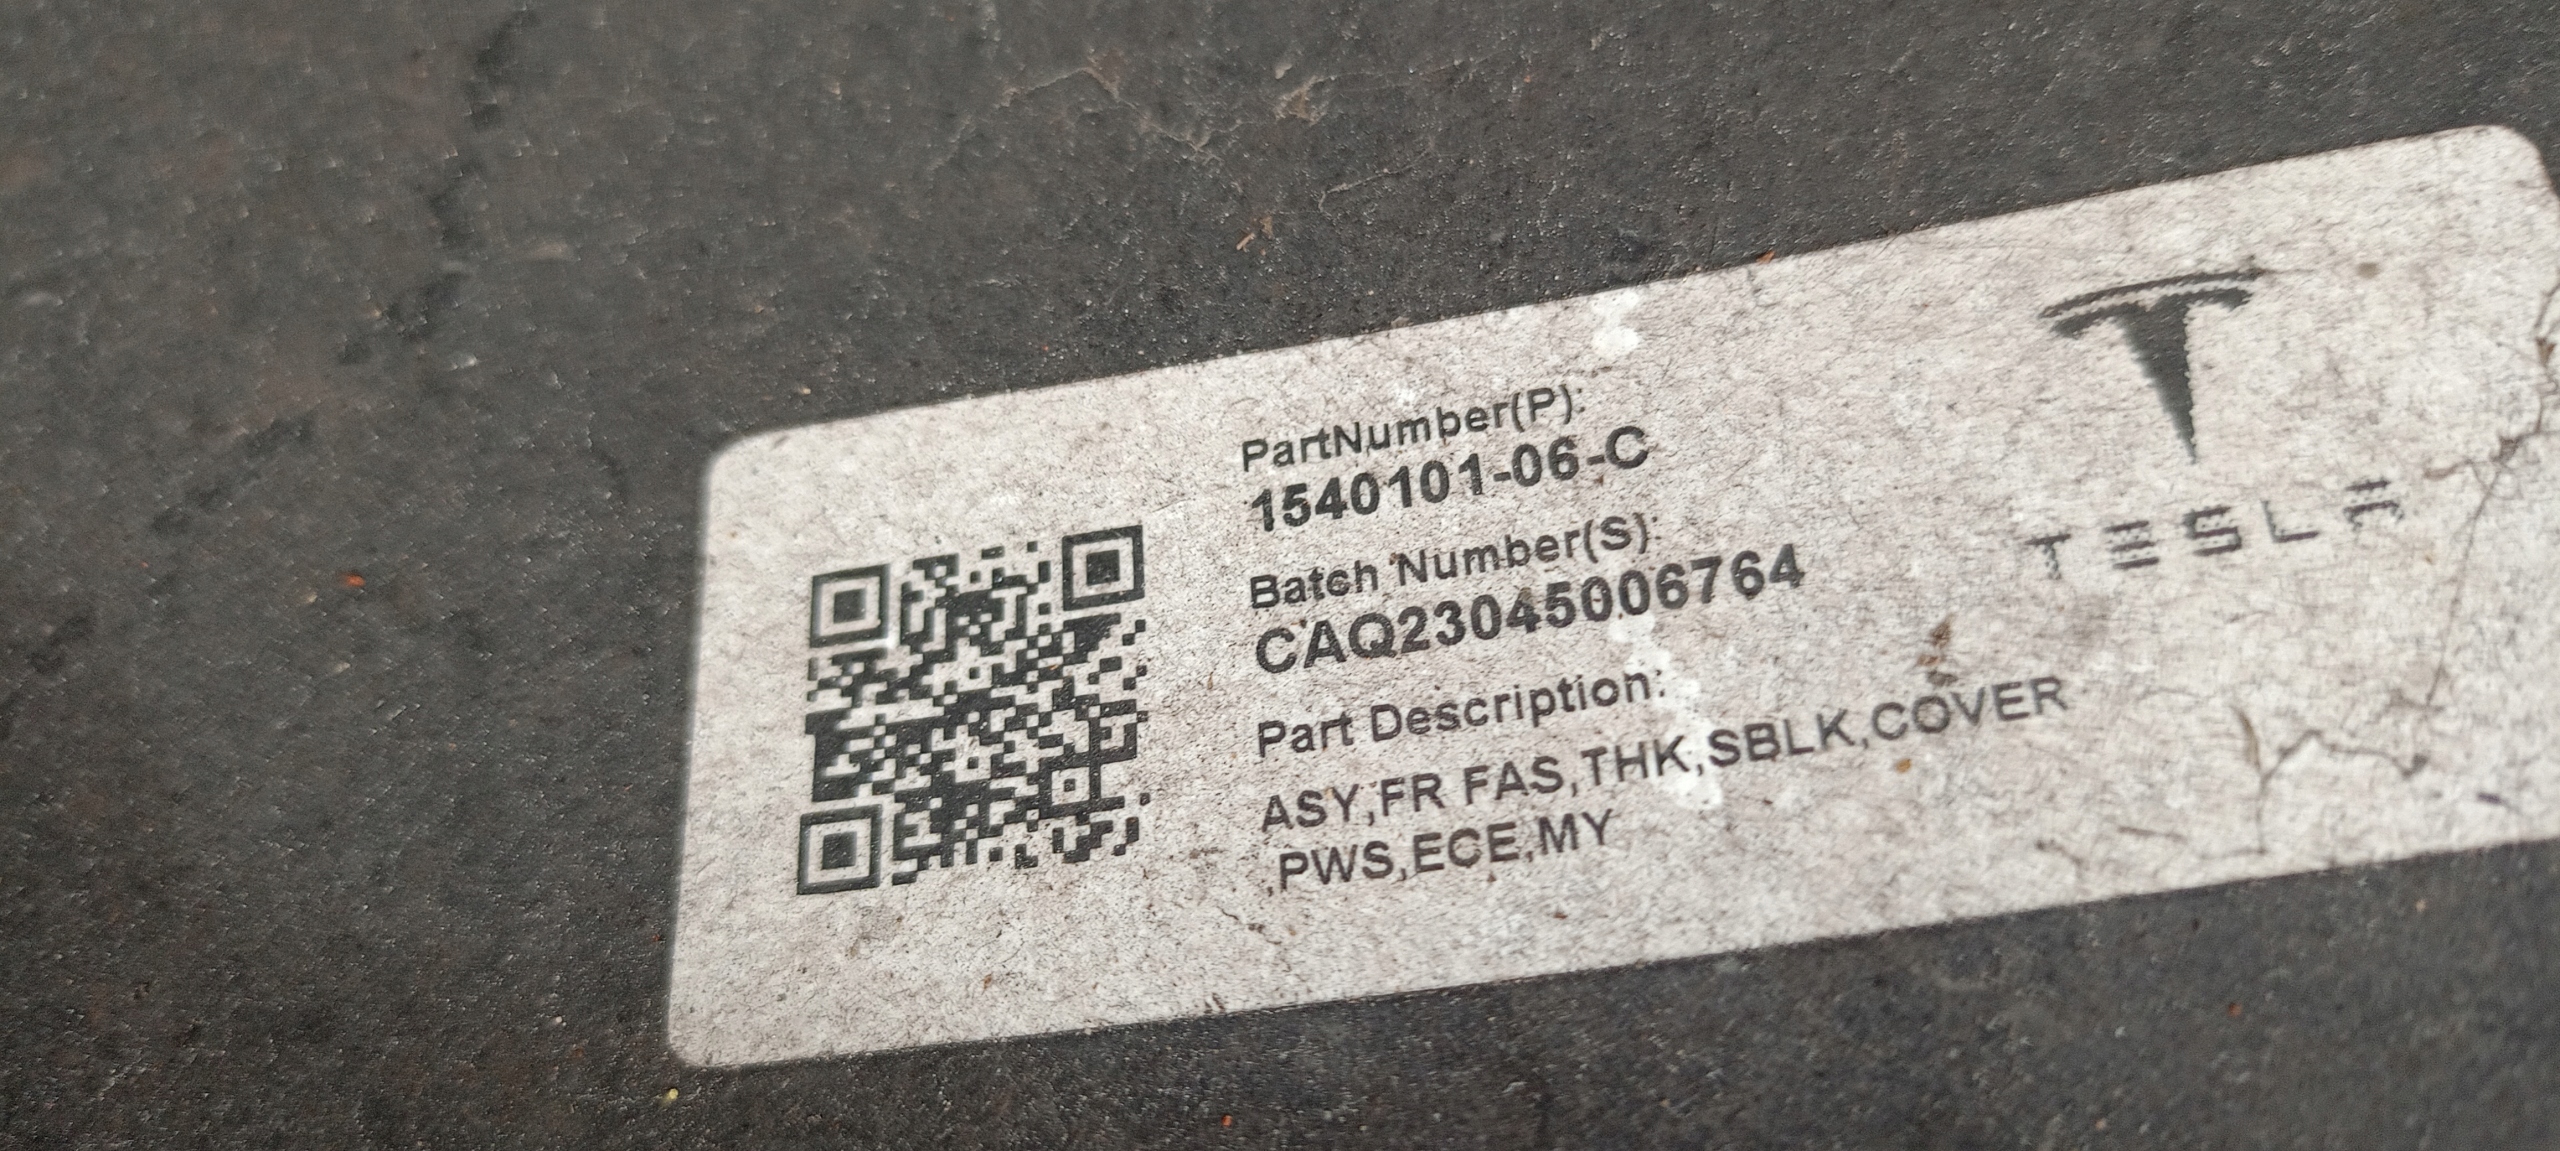 PartNumber(P):
1540101-06-C
Batch Number(S):
CAQ23045006764
Part Description:
ASY,FR FAS,THK,SBLK,COVER
,PWS,ECE,MY
TESLA